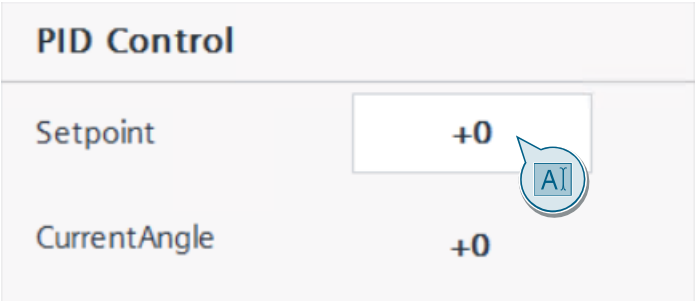 PID Control
Setpoint +0
A
CurrentAngle +0